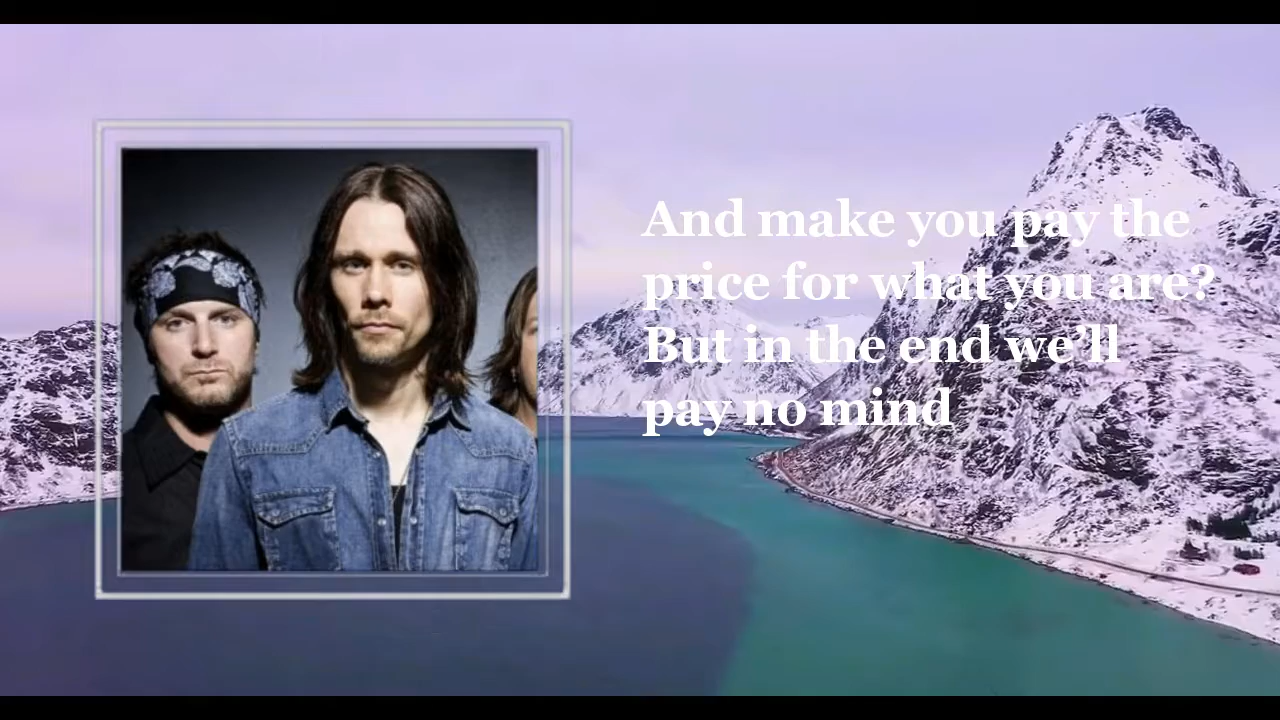 And make you pay the
price for what you are?
But in the end we’ll
pay no mind